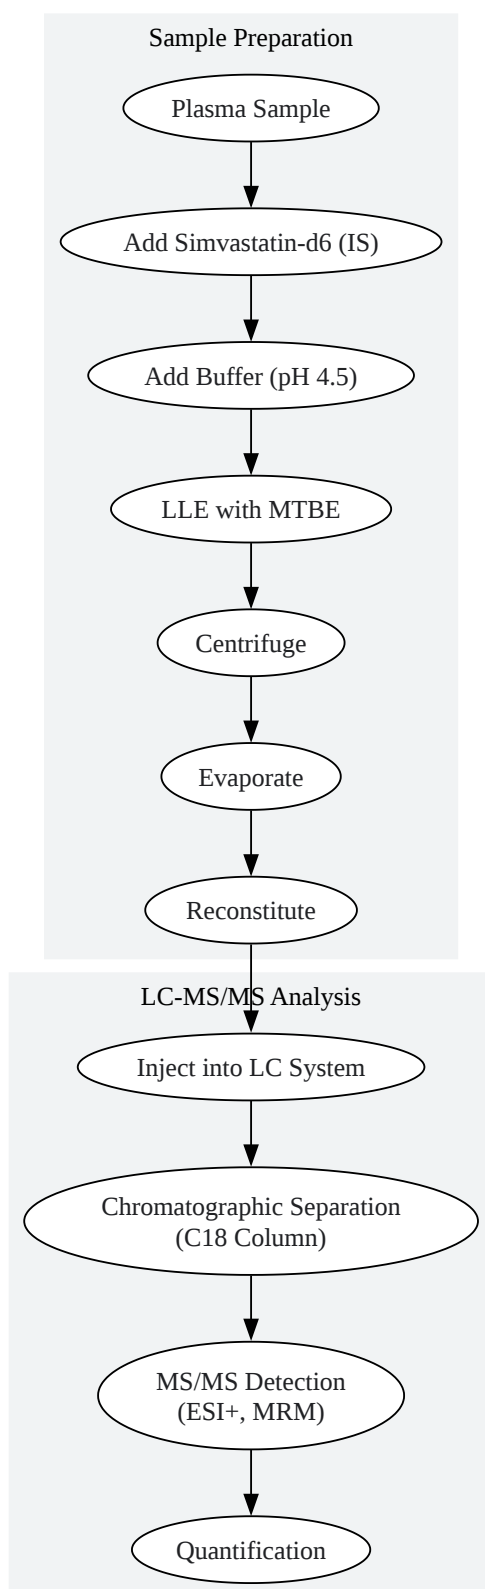 Sample Preparation
Plasma Sample
Add Simvastatin-d6 (IS)
Add Buffer (pH 4.5)
LLE with MTBE
Centrifuge
Evaporate
Reconstitute
LC-MS/MS Analysis
Inject into LC System
Chromatographic Separation
(C18 Column)
MS/MS Detection
(ESI+, MRM)
Quantification